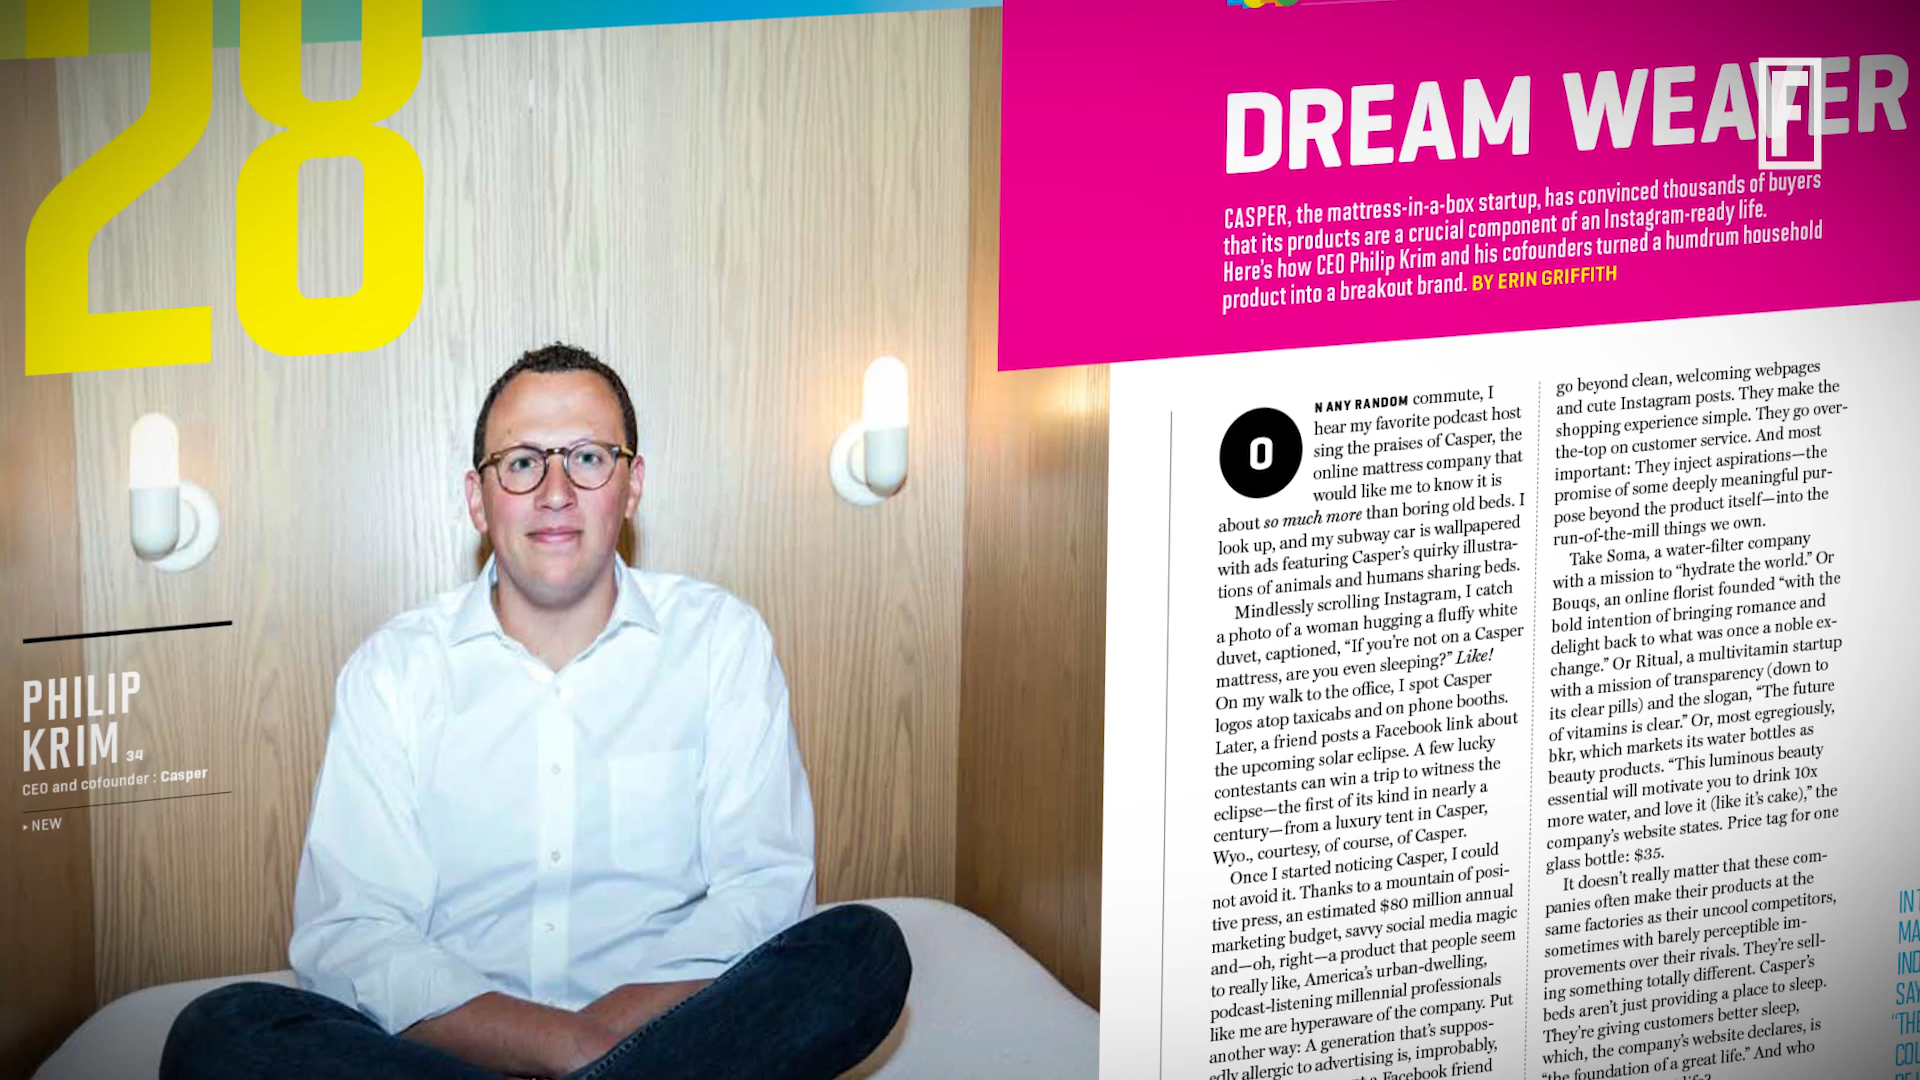 28
PHILIP
KRIM 34
CEO and cofounder : Casper
▸ NEW
DREAM WEAVER
F
CASPER, the mattress-in-a-box startup, has convinced thousands of buyers
that its products are a crucial component of an Instagram-ready life.
Here's how CEO Philip Krim and his cofounders turned a humdrum household
product into a breakout brand. BY ERIN GRIFFITH
ON ANY RANDOM commute, I
hear my favorite podcast host
sing the praises of Casper, the
online mattress company that
would like me to know it is
about so much more than boring old beds. I
look up, and my subway car is wallpapered
with ads featuring Casper's quirky illustra-
tions of animals and humans sharing beds.
Mindlessly scrolling Instagram, I catch
a photo of a woman hugging a fluffy white
duvet, captioned, “If you're not on a Casper
mattress, are you even sleeping?” Like!
On my walk to the office, I spot Casper
logos atop taxicabs and on phone booths.
Later, a friend posts a Facebook link about
the upcoming solar eclipse. A few lucky
contestants can win a trip to witness the
eclipse—the first of its kind in nearly a
century—from a luxury tent in Casper,
Wyo., courtesy, of course, of Casper.
Once I started noticing Casper, I could
not avoid it. Thanks to a mountain of posi-
tive press, an estimated $80 million annual
marketing budget, savvy social media magic
and—oh, right—a product that people seem
to really like, America's urban-dwelling,
podcast-listening millennial professionals
like me are hyperaware of the company. Put
another way: A generation that's suppos-
edly allergic to advertising is, improbably,
a Facebook friend
go beyond clean, welcoming webpages
and cute Instagram posts. They make the
shopping experience simple. They go over-
the-top on customer service. And most
important: They inject aspirations—the
promise of some deeply meaningful pur-
pose beyond the product itself—into the
run-of-the-mill things we own.
Take Soma, a water-filter company
with a mission to “hydrate the world.” Or
Bouqs, an online florist founded “with the
bold intention of bringing romance and
delight back to what was once a noble ex-
change.” Or Ritual, a multivitamin startup
with a mission of transparency (down to
its clear pills) and the slogan, “The future
of vitamins is clear.” Or, most egregiously,
bkr, which markets its water bottles as
beauty products. “This luminous beauty
essential will motivate you to drink 10x
more water, and love it (like it's cake),” the
company's website states. Price tag for one
glass bottle: $35.
It doesn't really matter that these com-
panies often make their products at the
same factories as their uncool competitors,
sometimes with barely perceptible im-
provements over their rivals. They're sell-
ing something totally different. Casper's
beds aren't just providing a place to sleep.
They're giving customers better sleep,
which, the company's website declares, is
“the foundation of a great life.” And who
life?
INT
MA
IND
SAY
“THE
COU